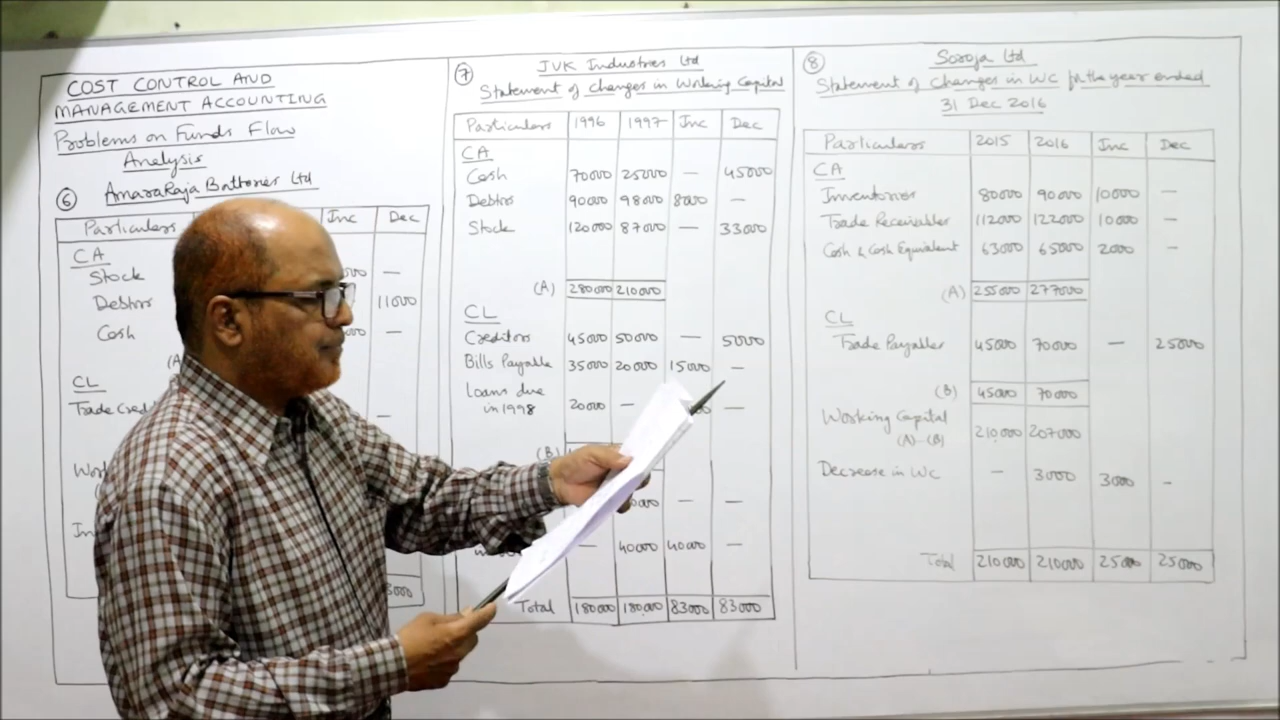 COST CONTROL AND
MANAGEMENT ACCOUNTING
Problems on Funds Flow
Analysis
6 AmaraRaja Batteries Ltd
Particulars Inc Dec
CA
Stock —
Debtors 11000
Cash —
CL
Trade —
7 JVK Industries Ltd
Statement of changes in Working Capital
Particulars 1996 1997 Inc Dec
CA
Cash 70000 25000 — 45000
Debtors 90000 98000 8000 —
Stock 120000 87000 — 33000
(A) 280000 210000
CL
Creditors 45000 50000 — 5000
Bills Payable 35000 20000 15000 —
Loans due
in 1998 20000 — —
(B)
— —
— 40000 40000 —
Total 180000 180000 83000 83000
8 Saroja Ltd
Statement of Changes in WC for the year ended
31 Dec 2016
Particulars 2015 2016 Inc Dec
CA
Inventories 80000 90000 10000 —
Trade Receivables 112000 122000 10000 —
Cash & Cash Equivalent 63000 65000 2000 —
(A) 255000 277000
CL
Trade Payables 45000 70000 — 25000
(B) 45000 70000
Working Capital
(A)-(B) 210000 207000
Decrease in WC — 3000 3000 -
Total 210000 210000 25000 25000